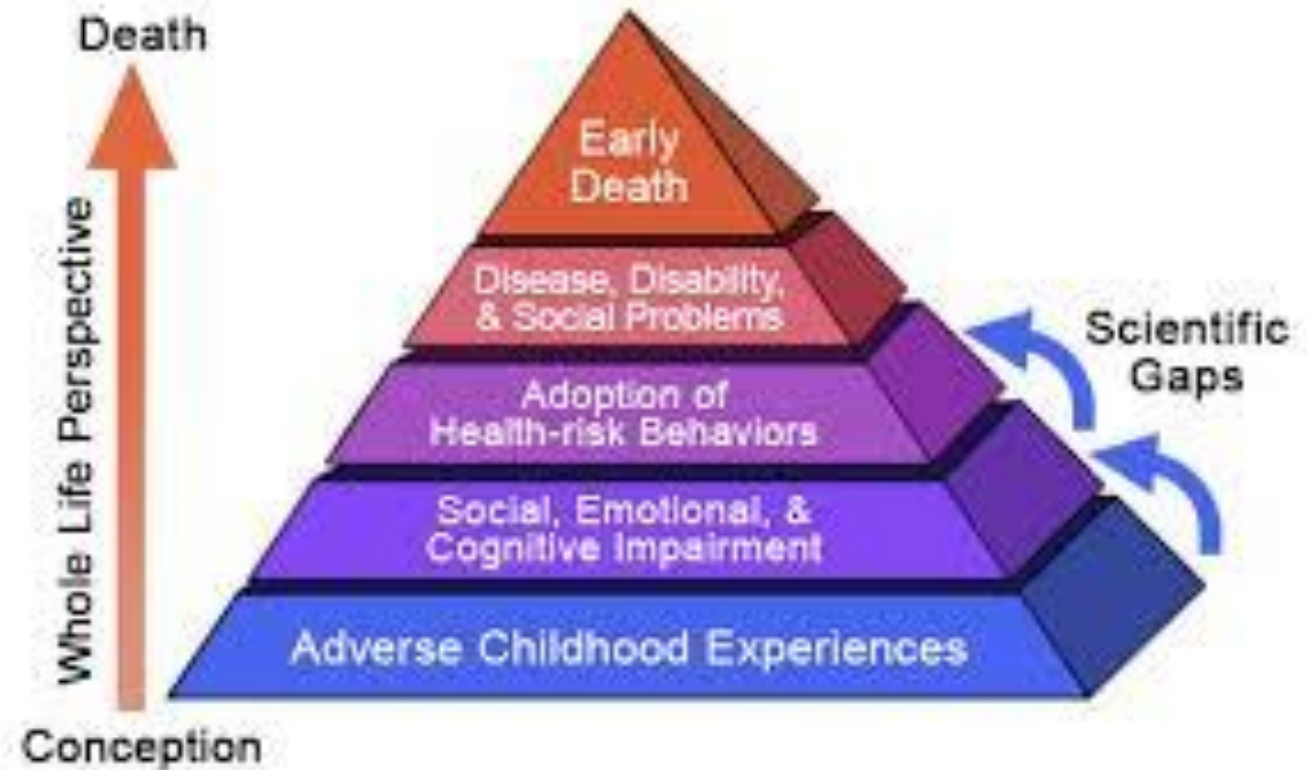 Death
Whole Life Perspective
Conception
Early
Death
Disease, Disability,
& Social Problems
Adoption of
Health-risk Behaviors
Social, Emotional, &
Cognitive Impairment
Adverse Childhood Experiences
Scientific
Gaps